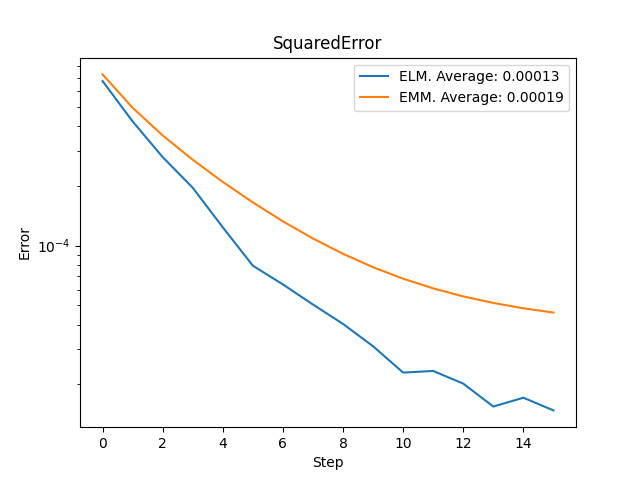 SquaredError
ELM. Average: 0.00013
EMM. Average: 0.00019
Error
10⁻⁴
0 2 4 6 8 10 12 14
Step